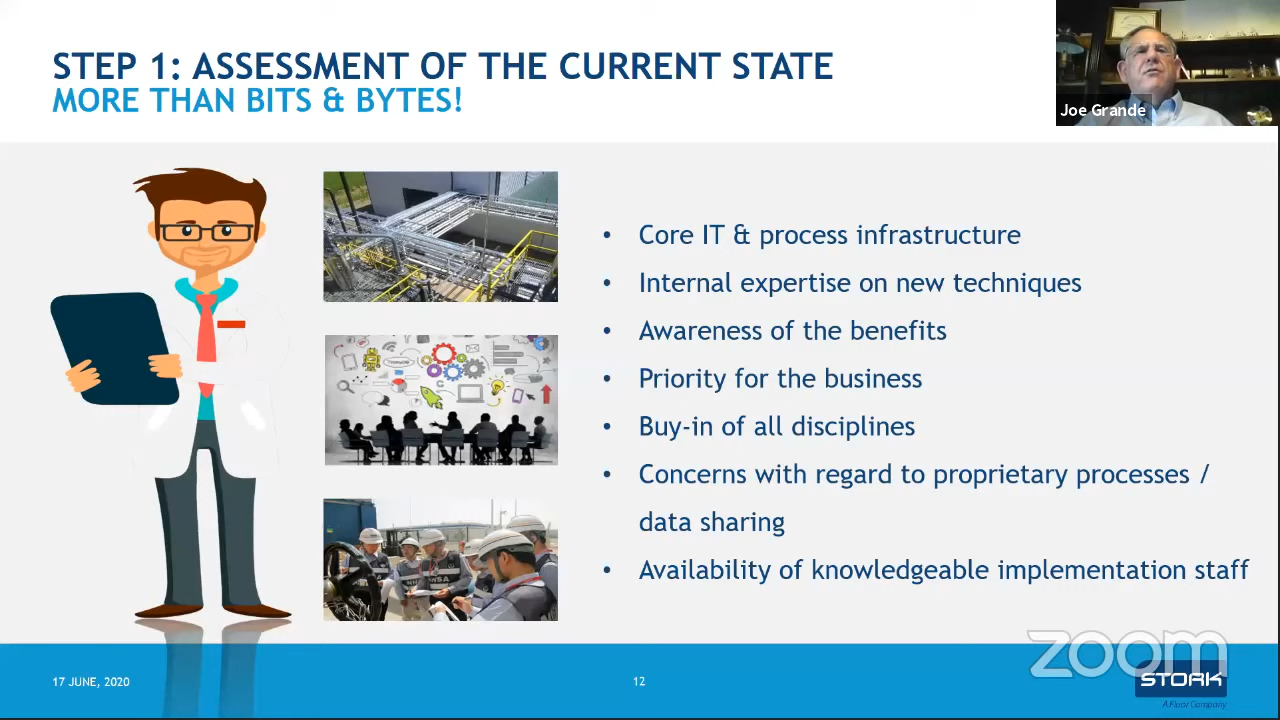 STEP 1: ASSESSMENT OF THE CURRENT STATE
MORE THAN BITS & BYTES!
Joe Grande
• Core IT & process infrastructure
• Internal expertise on new techniques
• Awareness of the benefits
• Priority for the business
• Buy-in of all disciplines
• Concerns with regard to proprietary processes /
data sharing
• Availability of knowledgeable implementation staff
17 JUNE, 2020
12
zoom
STORK
A Fluor Company